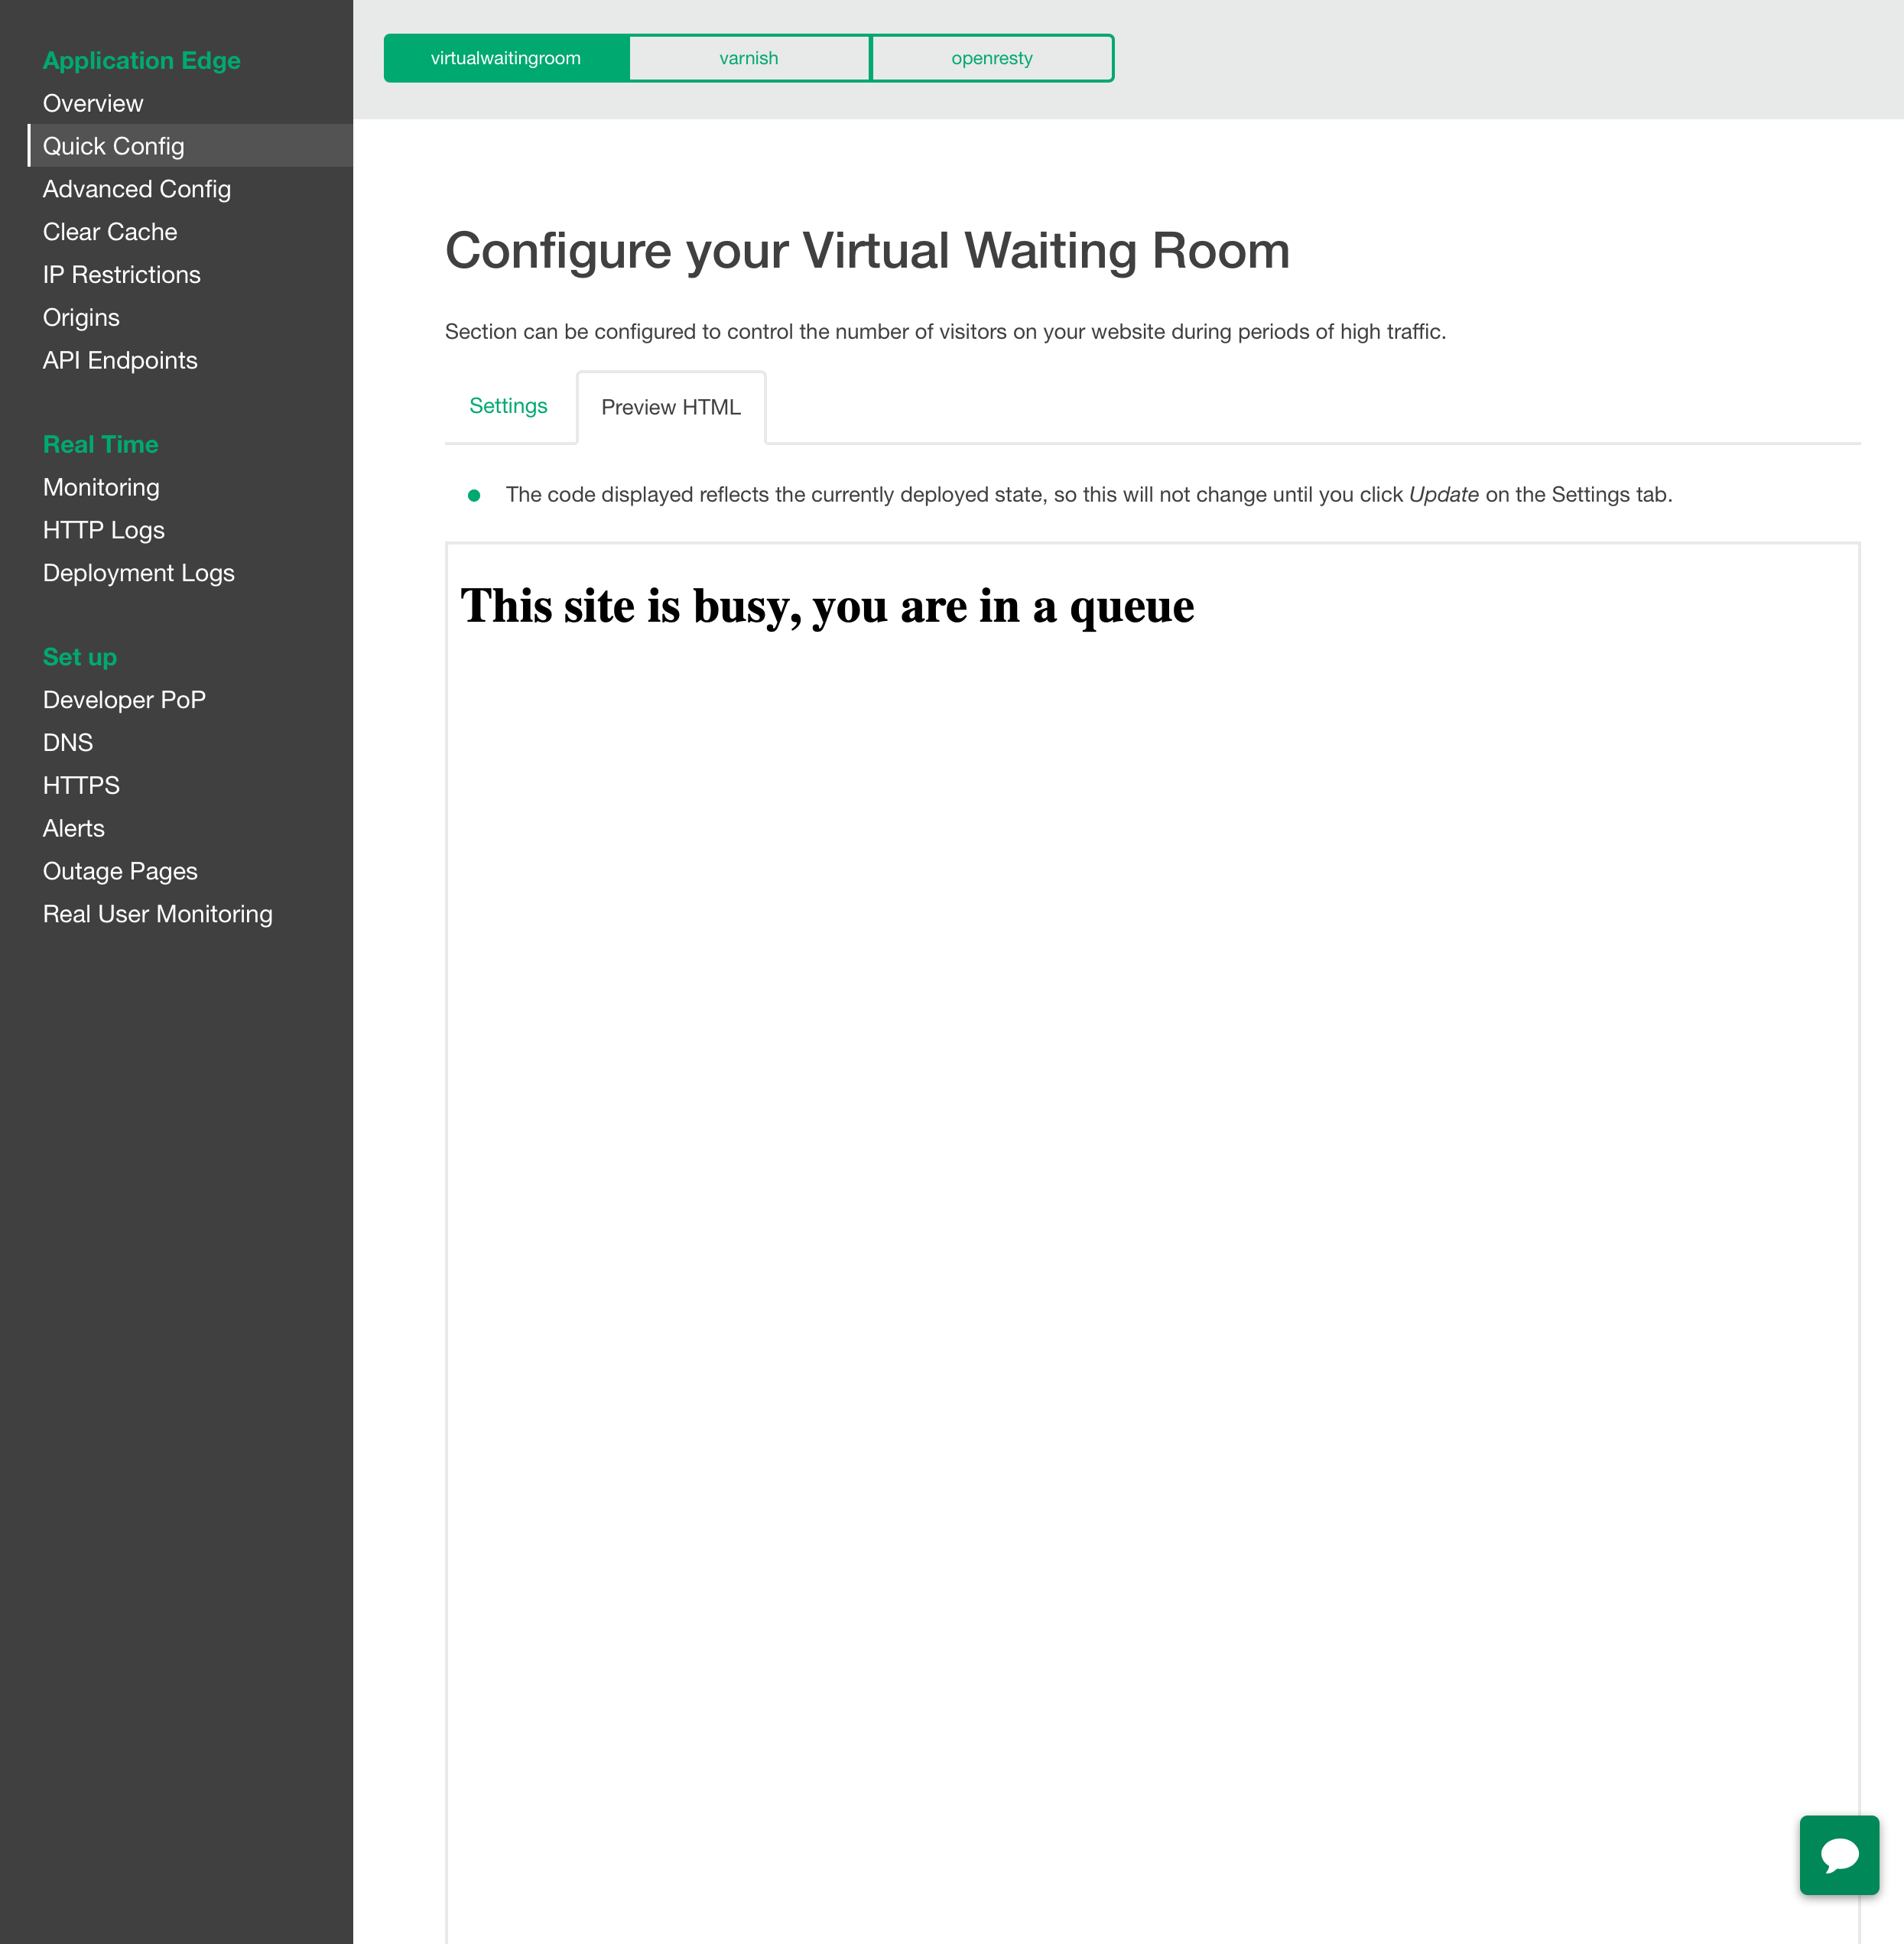 Application Edge
Overview
Quick Config
Advanced Config
Clear Cache
IP Restrictions
Origins
API Endpoints
Real Time
Monitoring
HTTP Logs
Deployment Logs
Set up
Developer PoP
DNS
HTTPS
Alerts
Outage Pages
Real User Monitoring
virtualwaitingroom varnish openresty
Configure your Virtual Waiting Room
Section can be configured to control the number of visitors on your website during periods of high traffic.
Settings Preview HTML
The code displayed reflects the currently deployed state, so this will not change until you click Update on the Settings tab.
This site is busy, you are in a queue